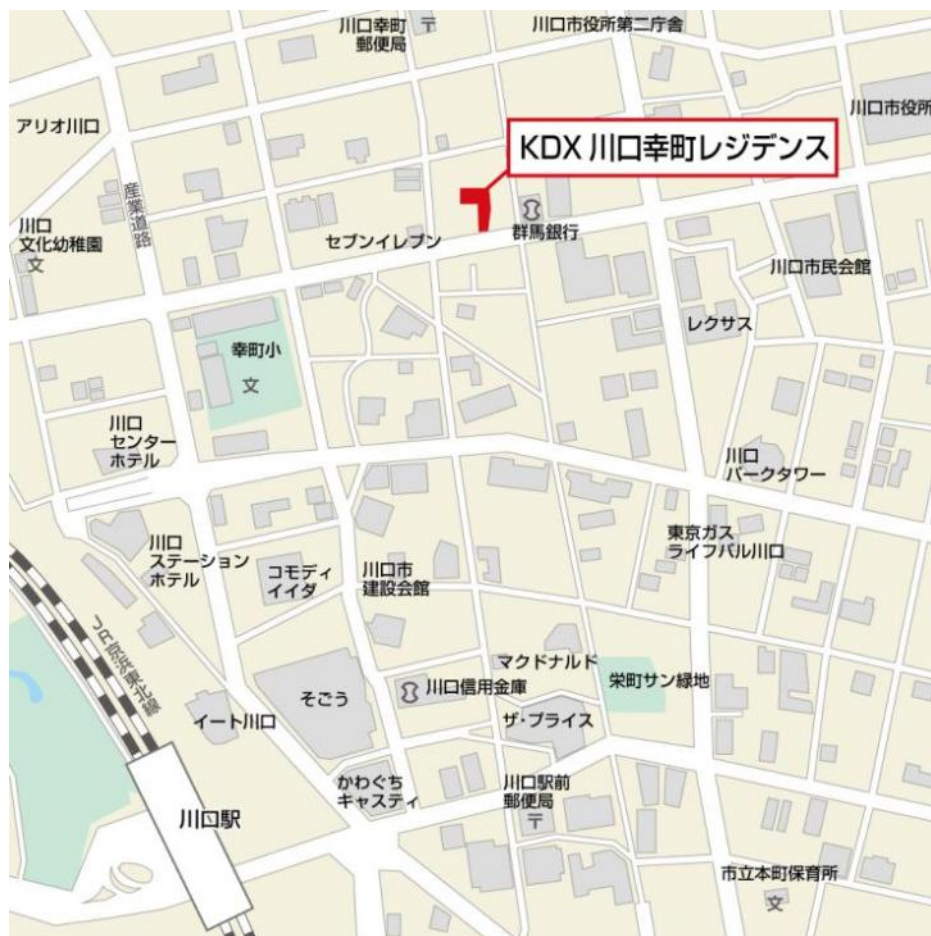 川口幸町
郵便局
川口市役所第二庁舎
アリオ川口
川口市役所
KDX 川口幸町レジデンス
産業道路
川口
文化幼稚園
文
セブンイレブン
群馬銀行
川口市民会館
レクサス
幸町小
文
川口
センター
ホテル
川口
パークタワー
川口
ステーション
ホテル
東京ガス
ライフバル川口
コモディ
イイダ
川口市
建設会館
JR京浜東北線
マクドナルド
栄町サン緑地
そごう
川口信用金庫
イート川口
ザ・プライス
かわぐち
キャスティ
川口駅前
郵便局
川口駅
市立本町保育所
文